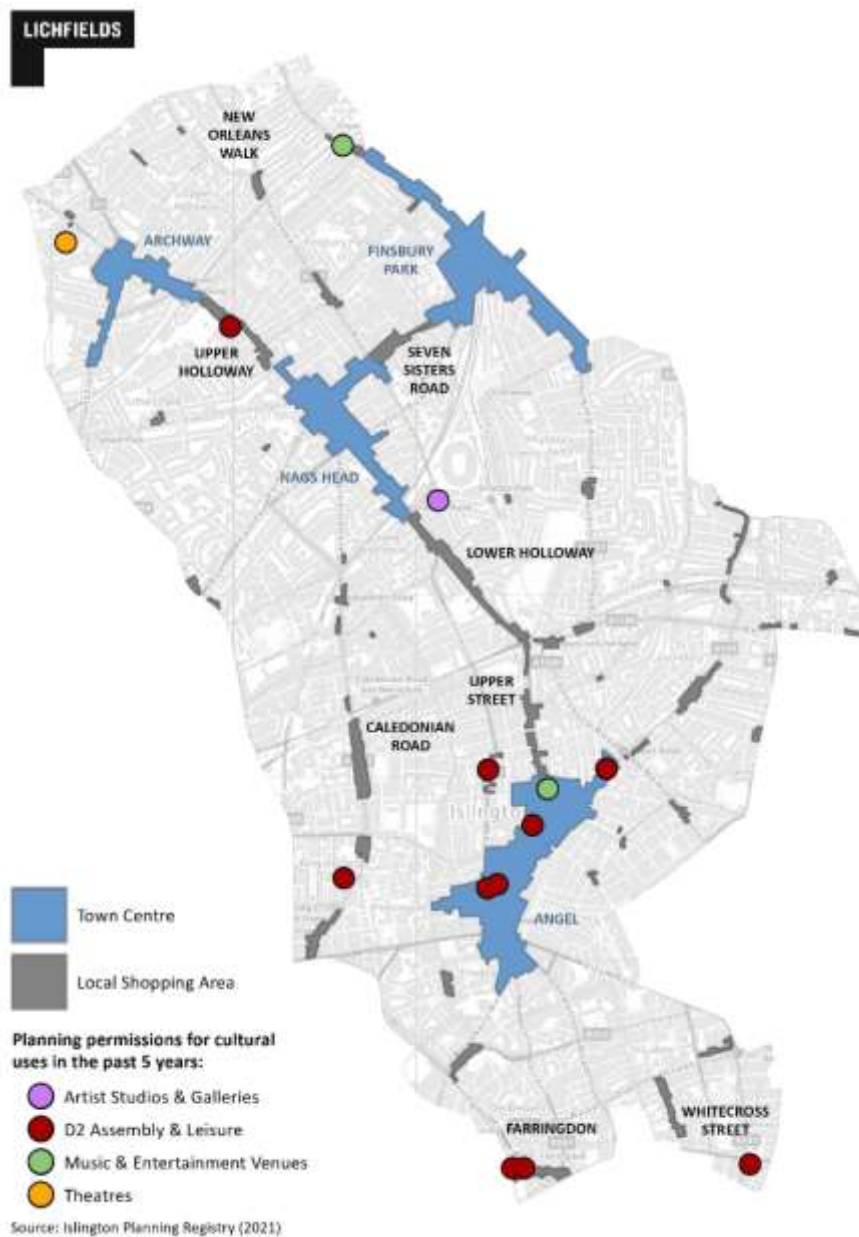 LICHFIELDS
NEW
ORLEANS
WALK
ARCHWAY
FINSBURY
PARK
UPPER
HOLLOWAY
SEVEN
SISTERS
ROAD
NAGS HEAD
LOWER HOLLOWAY
UPPER
STREET
CALEDONIAN
ROAD
Islingto
ANGEL
Town Centre
Local Shopping Area
Planning permissions for cultural
uses in the past 5 years:
Artist Studios & Galleries
D2 Assembly & Leisure
Music & Entertainment Venues
Theatres
FARRINGDON
WHITECROSS
STREET
Source: Islington Planning Registry (2021)